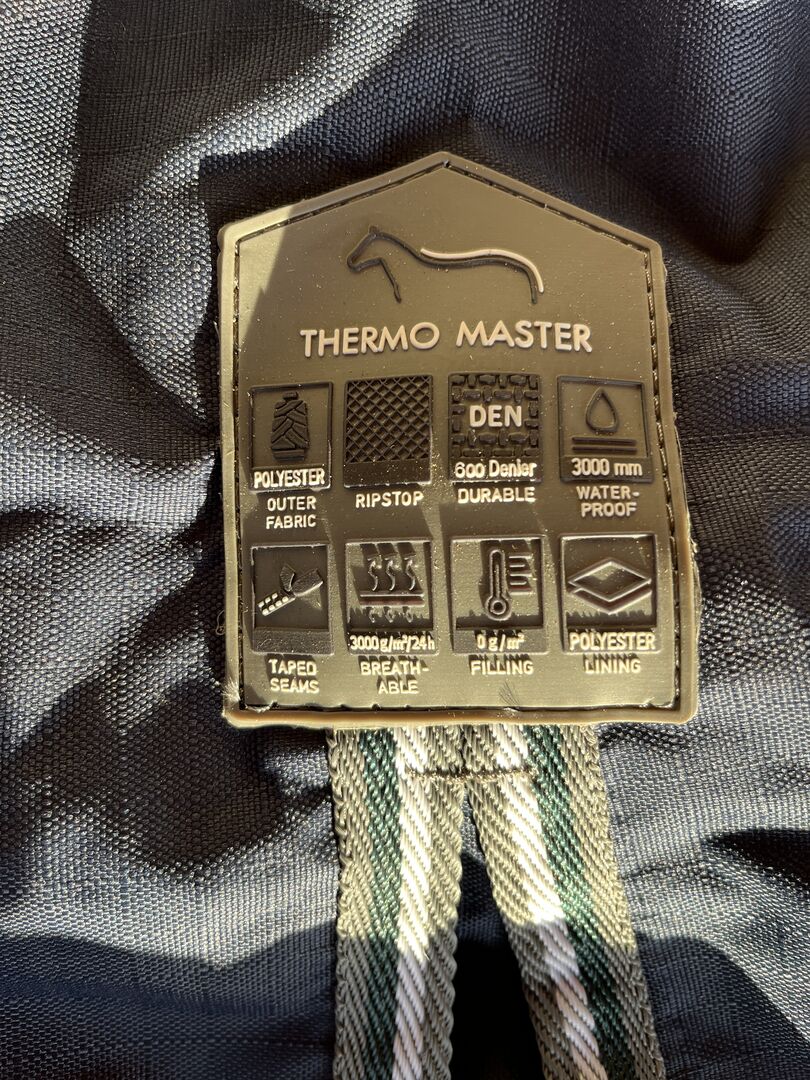 THERMO MASTER
DEN
POLYESTER
OUTER
FABRIC
RIPSTOP
600 Denier
DURABLE
3000 mm
WATER-
PROOF
TAPED
SEAMS
3000 g/m²/24h
BREATH-
ABLE
0 g/m²
FILLING
POLYESTER
LINING